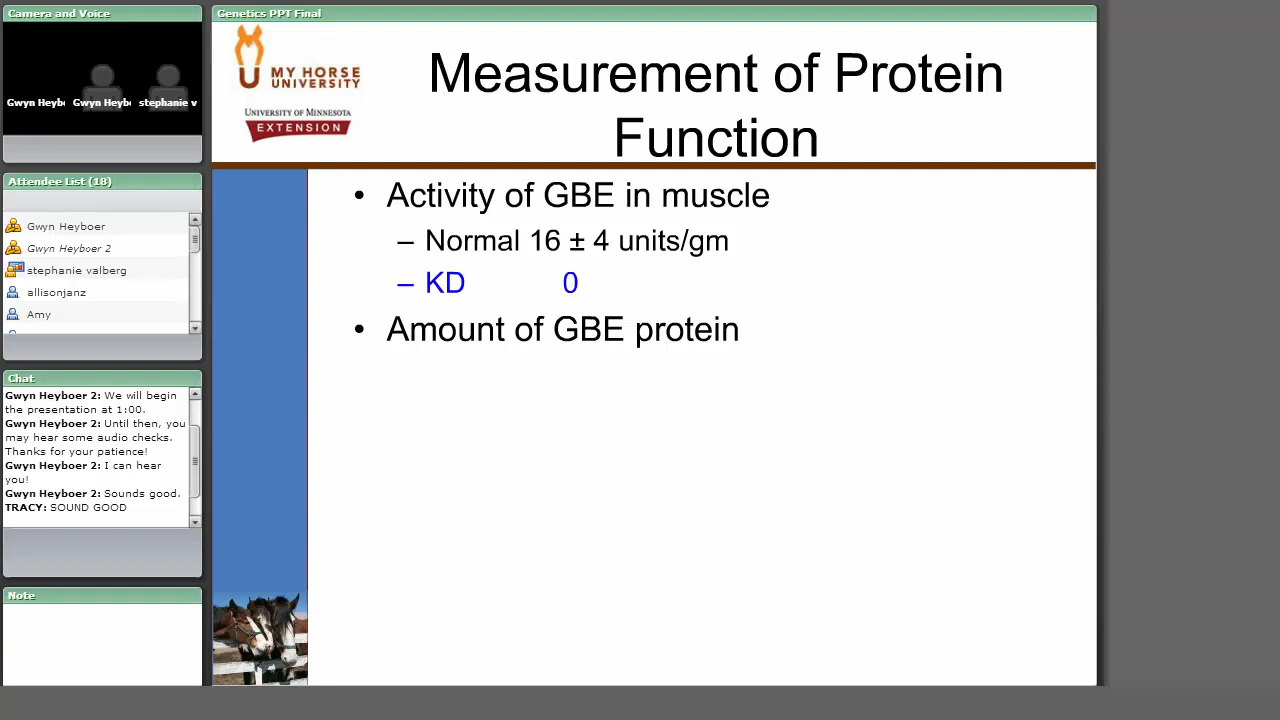 Camera and Voice
Gwyn Heyb
Gwyn Heyb
stephanie v
Attendee List (18)
Gwyn Heyboer
Gwyn Heyboer 2
stephanie valberg
allisonjanz
Amy
Chat
Gwyn Heyboer 2: We will begin
the presentation at 1:00.
Gwyn Heyboer 2: Until then, you
may hear some audio checks.
Thanks for your patience!
Gwyn Heyboer 2: I can hear
you!
Gwyn Heyboer 2: Sounds good.
TRACY: SOUND GOOD
Note
Genetics PPT Final
MY HORSE
UNIVERSITY
UNIVERSITY OF MINNESOTA
EXTENSION
Measurement of Protein
Function
• Activity of GBE in muscle
– Normal 16 ± 4 units/gm
– KD 0
• Amount of GBE protein